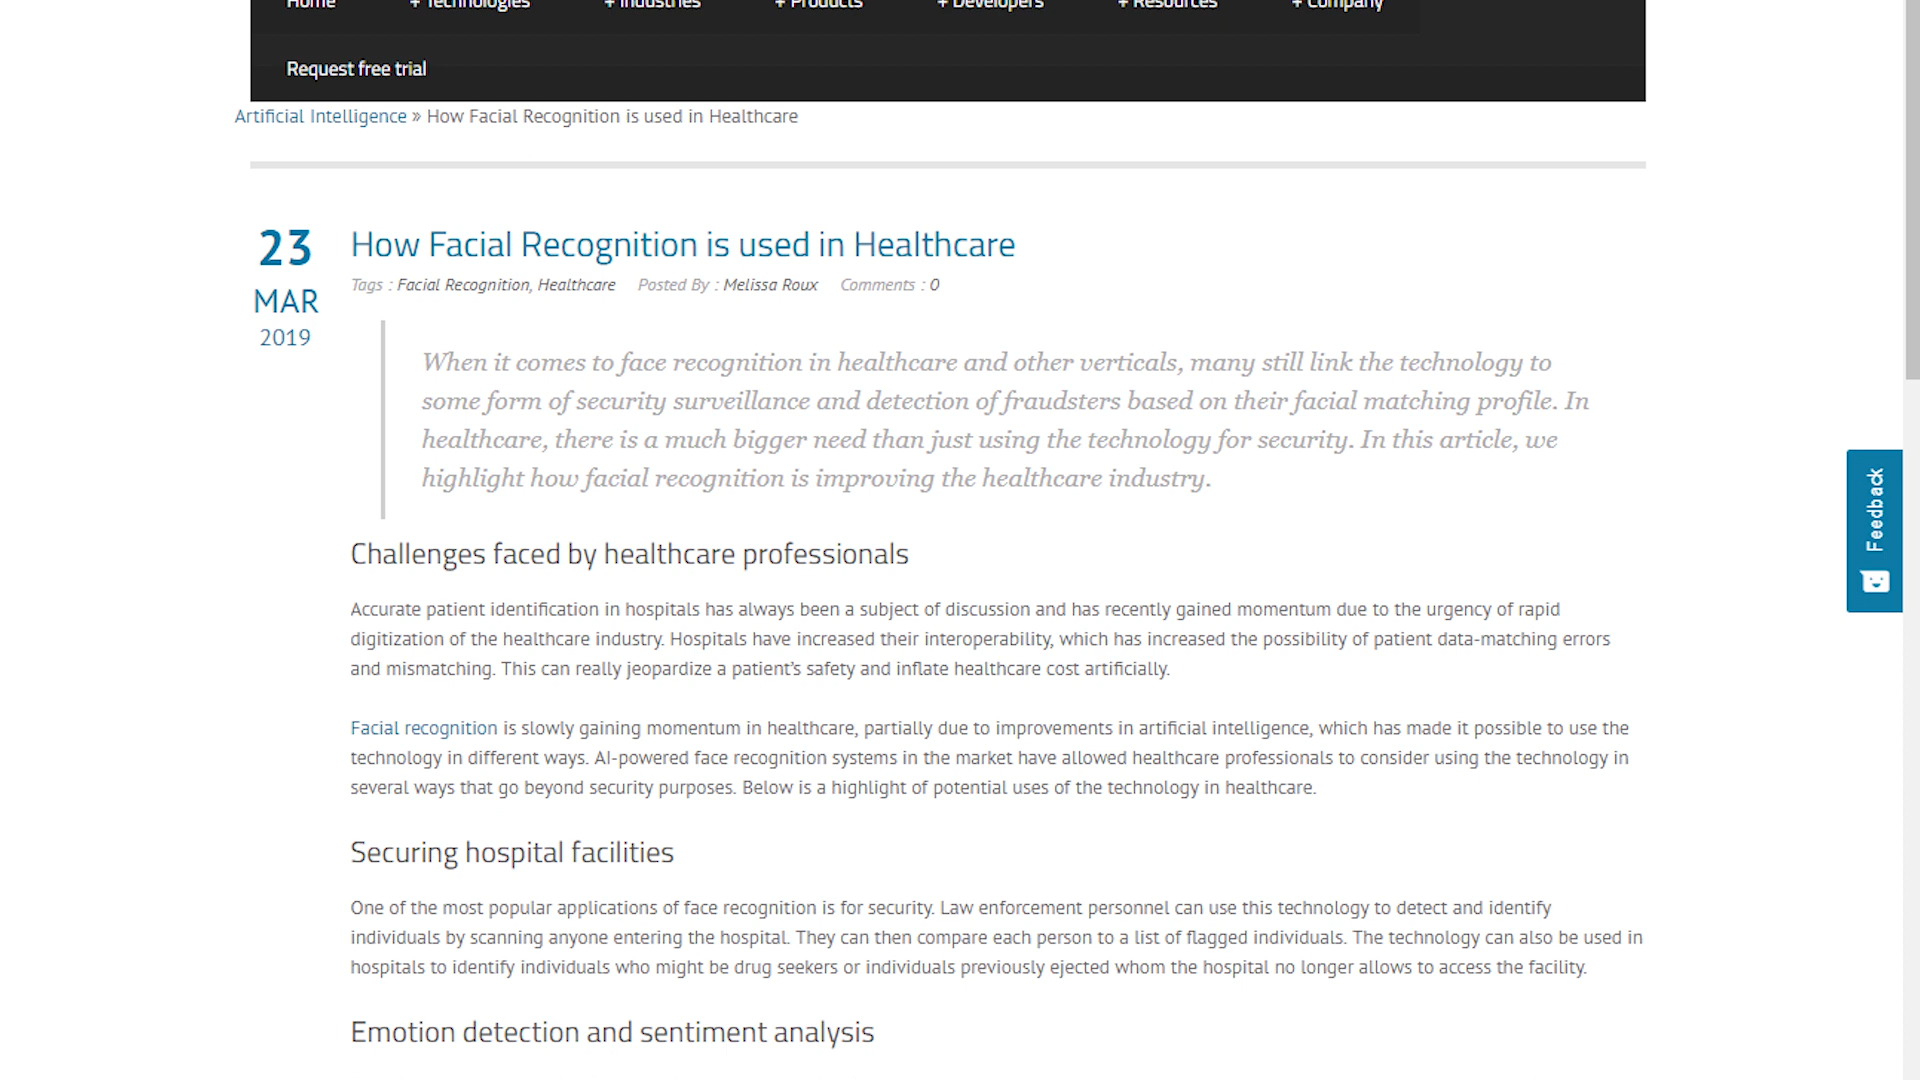 Home + Technologies + Industries + Products + Developers + Resources + Company
Request free trial
Artificial Intelligence » How Facial Recognition is used in Healthcare
23
MAR
2019
How Facial Recognition is used in Healthcare
Tags : Facial Recognition, Healthcare Posted By : Melissa Roux Comments : 0
When it comes to face recognition in healthcare and other verticals, many still link the technology to
some form of security surveillance and detection of fraudsters based on their facial matching profile. In
healthcare, there is a much bigger need than just using the technology for security. In this article, we
highlight how facial recognition is improving the healthcare industry.
Challenges faced by healthcare professionals
Accurate patient identification in hospitals has always been a subject of discussion and has recently gained momentum due to the urgency of rapid
digitization of the healthcare industry. Hospitals have increased their interoperability, which has increased the possibility of patient data-matching errors
and mismatching. This can really jeopardize a patient’s safety and inflate healthcare cost artificially.
Facial recognition is slowly gaining momentum in healthcare, partially due to improvements in artificial intelligence, which has made it possible to use the
technology in different ways. AI-powered face recognition systems in the market have allowed healthcare professionals to consider using the technology in
several ways that go beyond security purposes. Below is a highlight of potential uses of the technology in healthcare.
Securing hospital facilities
One of the most popular applications of face recognition is for security. Law enforcement personnel can use this technology to detect and identify
individuals by scanning anyone entering the hospital. They can then compare each person to a list of flagged individuals. The technology can also be used in
hospitals to identify individuals who might be drug seekers or individuals previously ejected whom the hospital no longer allows to access the facility.
Emotion detection and sentiment analysis
Feedback